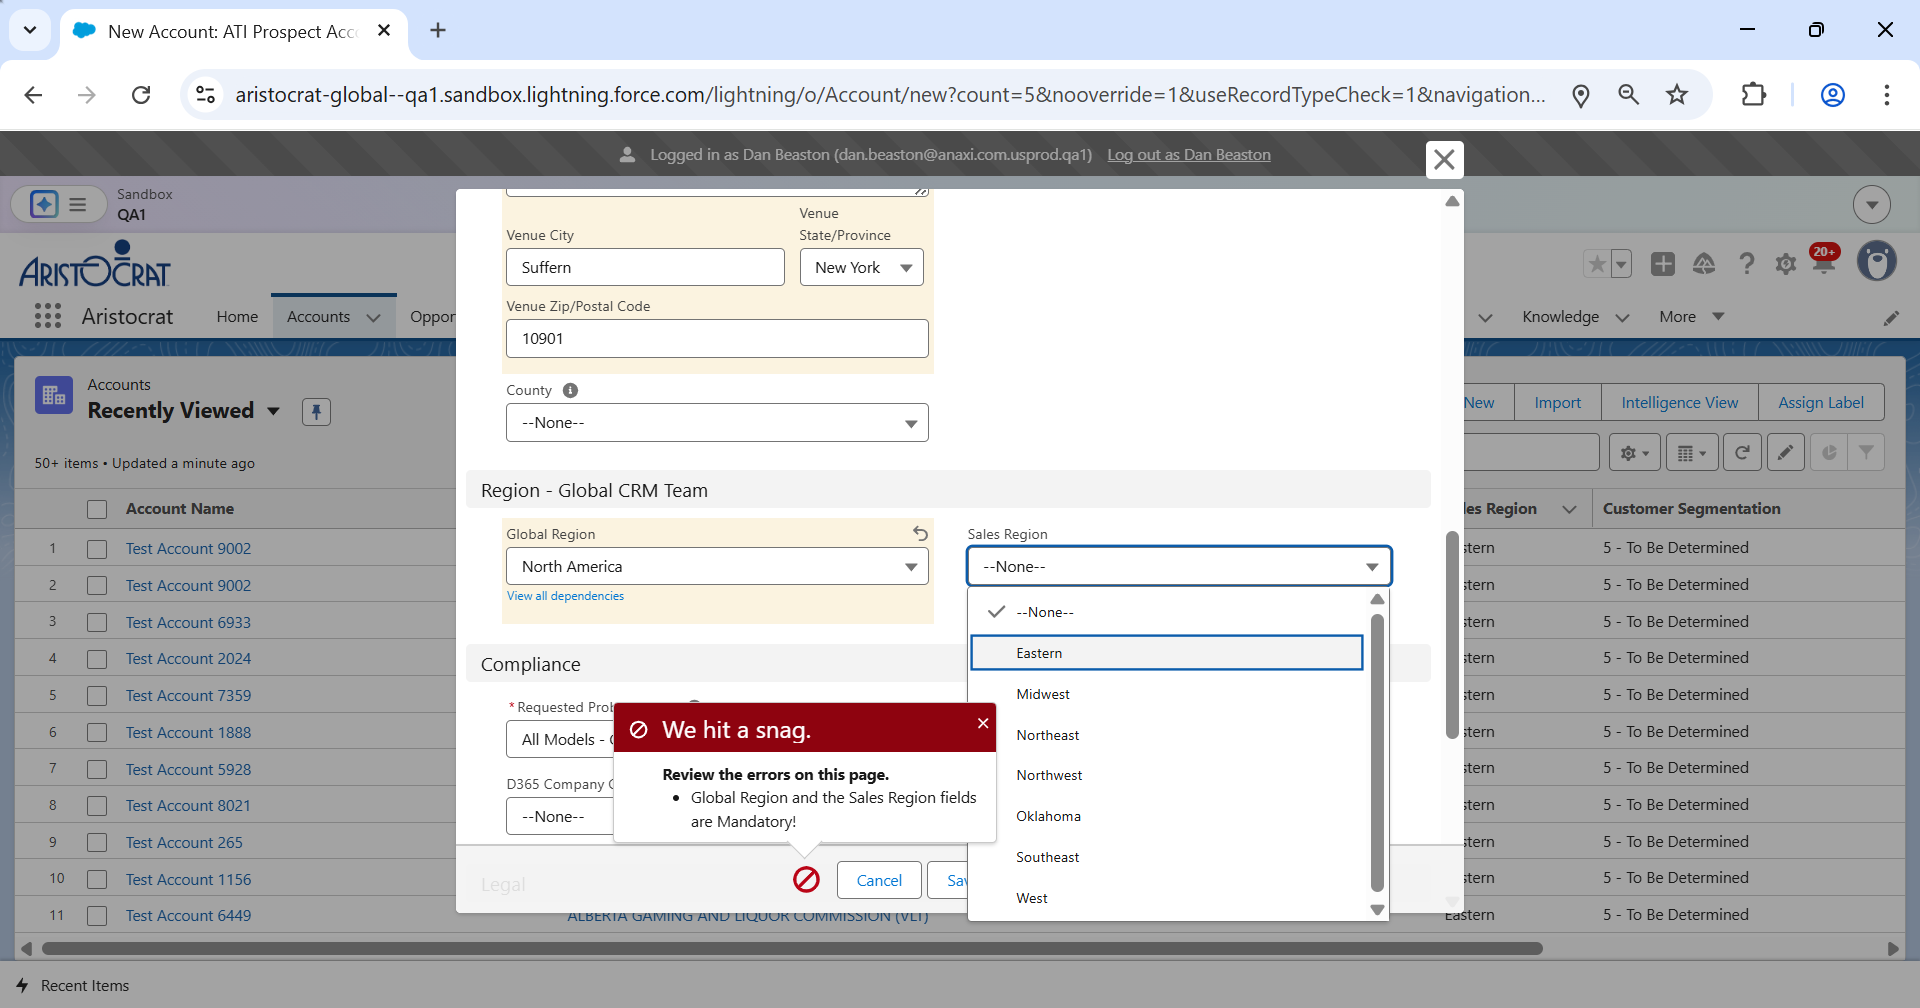 New Account: ATI Prospect Acc
aristocrat-global--qa1.sandbox.lightning.force.com/lightning/o/Account/new?count=5&nooverride=1&useRecordTypeCheck=1&navigation...
Logged in as Dan Beaston (dan.beaston@anaxi.com.usprod.qa1) Log out as Dan Beaston
Sandbox
QA1
ARISTOCRAT
20+
Aristocrat
Home
Accounts
Oppor
Knowledge
More
Accounts
Recently Viewed
50+ items • Updated a minute ago
New
Import
Intelligence View
Assign Label
Account Name
les Region
Customer Segmentation
1 Test Account 9002 stern 5 - To Be Determined
2 Test Account 9002 stern 5 - To Be Determined
3 Test Account 6933 stern 5 - To Be Determined
4 Test Account 2024 stern 5 - To Be Determined
5 Test Account 7359 stern 5 - To Be Determined
6 Test Account 1888 stern 5 - To Be Determined
7 Test Account 5928 stern 5 - To Be Determined
8 Test Account 8021 stern 5 - To Be Determined
9 Test Account 265 stern 5 - To Be Determined
10 Test Account 1156 stern 5 - To Be Determined
11 Test Account 6449 ALBERTA GAMING AND LIQUOR COMMISSION (VLT) Eastern 5 - To Be Determined
Venue City
Venue
State/Province
Suffern
New York
Venue Zip/Postal Code
10901
County
--None--
Region - Global CRM Team
Global Region
North America
View all dependencies
Sales Region
--None--
--None--
Eastern
Midwest
Northeast
Northwest
Oklahoma
Southeast
West
Compliance
*Requested Prob
All Models -
D365 Company
--None--
We hit a snag.
Review the errors on this page.
• Global Region and the Sales Region fields
are Mandatory!
Legal
Cancel
Sav
Recent Items